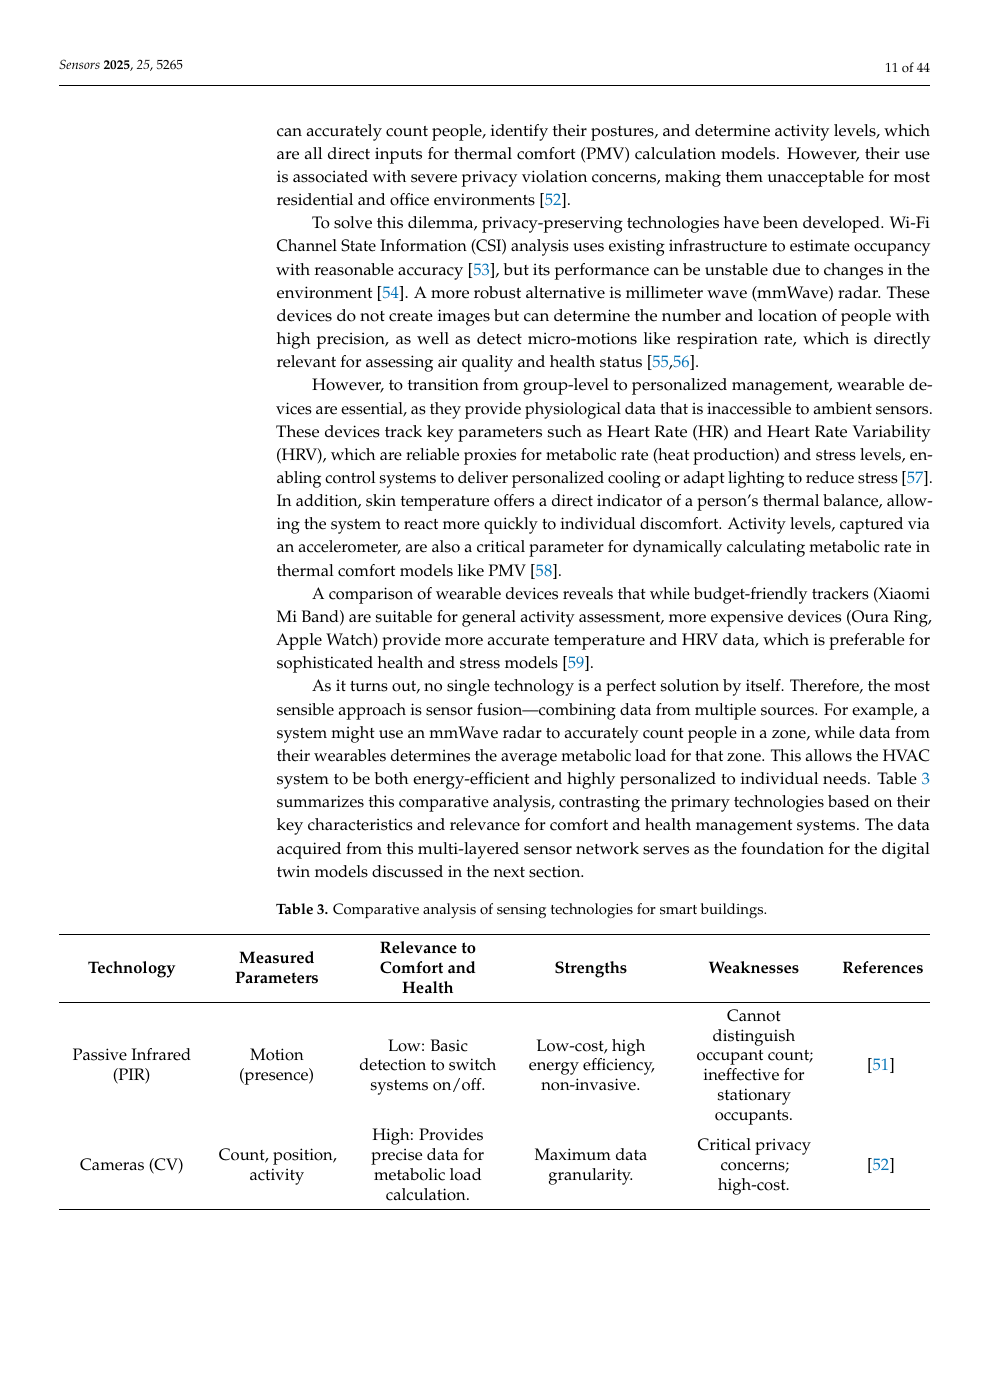 Sensors 2025, 25, 5265
11 of 44
can accurately count people, identify their postures, and determine activity levels, which
are all direct inputs for thermal comfort (PMV) calculation models. However, their use
is associated with severe privacy violation concerns, making them unacceptable for most
residential and office environments [52].
To solve this dilemma, privacy-preserving technologies have been developed. Wi-Fi
Channel State Information (CSI) analysis uses existing infrastructure to estimate occupancy
with reasonable accuracy [53], but its performance can be unstable due to changes in the
environment [54]. A more robust alternative is millimeter wave (mmWave) radar. These
devices do not create images but can determine the number and location of people with
high precision, as well as detect micro-motions like respiration rate, which is directly
relevant for assessing air quality and health status [55,56].
However, to transition from group-level to personalized management, wearable de-
vices are essential, as they provide physiological data that is inaccessible to ambient sensors.
These devices track key parameters such as Heart Rate (HR) and Heart Rate Variability
(HRV), which are reliable proxies for metabolic rate (heat production) and stress levels, en-
abling control systems to deliver personalized cooling or adapt lighting to reduce stress [57].
In addition, skin temperature offers a direct indicator of a person's thermal balance, allow-
ing the system to react more quickly to individual discomfort. Activity levels, captured via
an accelerometer, are also a critical parameter for dynamically calculating metabolic rate in
thermal comfort models like PMV [58].
A comparison of wearable devices reveals that while budget-friendly trackers (Xiaomi
Mi Band) are suitable for general activity assessment, more expensive devices (Oura Ring,
Apple Watch) provide more accurate temperature and HRV data, which is preferable for
sophisticated health and stress models [59].
As it turns out, no single technology is a perfect solution by itself. Therefore, the most
sensible approach is sensor fusion—combining data from multiple sources. For example, a
system might use an mmWave radar to accurately count people in a zone, while data from
their wearables determines the average metabolic load for that zone. This allows the HVAC
system to be both energy-efficient and highly personalized to individual needs. Table 3
summarizes this comparative analysis, contrasting the primary technologies based on their
key characteristics and relevance for comfort and health management systems. The data
acquired from this multi-layered sensor network serves as the foundation for the digital
twin models discussed in the next section.
Table 3. Comparative analysis of sensing technologies for smart buildings.
Technology
Measured
Parameters
Relevance to
Comfort and
Health
Strengths
Weaknesses
References
Passive Infrared
(PIR)
Motion
(presence)
Low: Basic
detection to switch
systems on/off.
Low-cost, high
energy efficiency,
non-invasive.
Cannot
distinguish
occupant count;
ineffective for
stationary
occupants.
[51]
Cameras (CV)
Count, position,
activity
High: Provides
precise data for
metabolic load
calculation.
Maximum data
granularity.
Critical privacy
concerns;
high-cost.
[52]